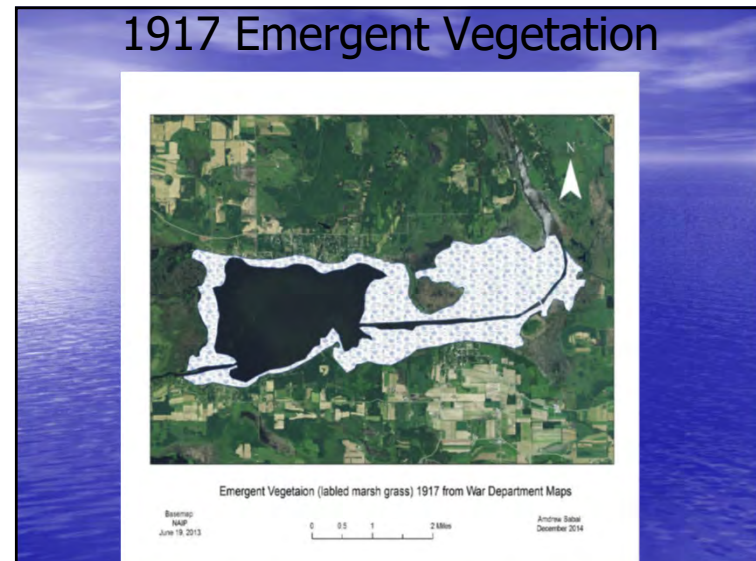 1917 Emergent Vegetation
N
Emergent Vegetaion (labled marsh grass) 1917 from War Department Maps
Basemap
NAIP
June 19, 2013
0 0.5 1 2 Miles
Andrew Sabai
December 2014